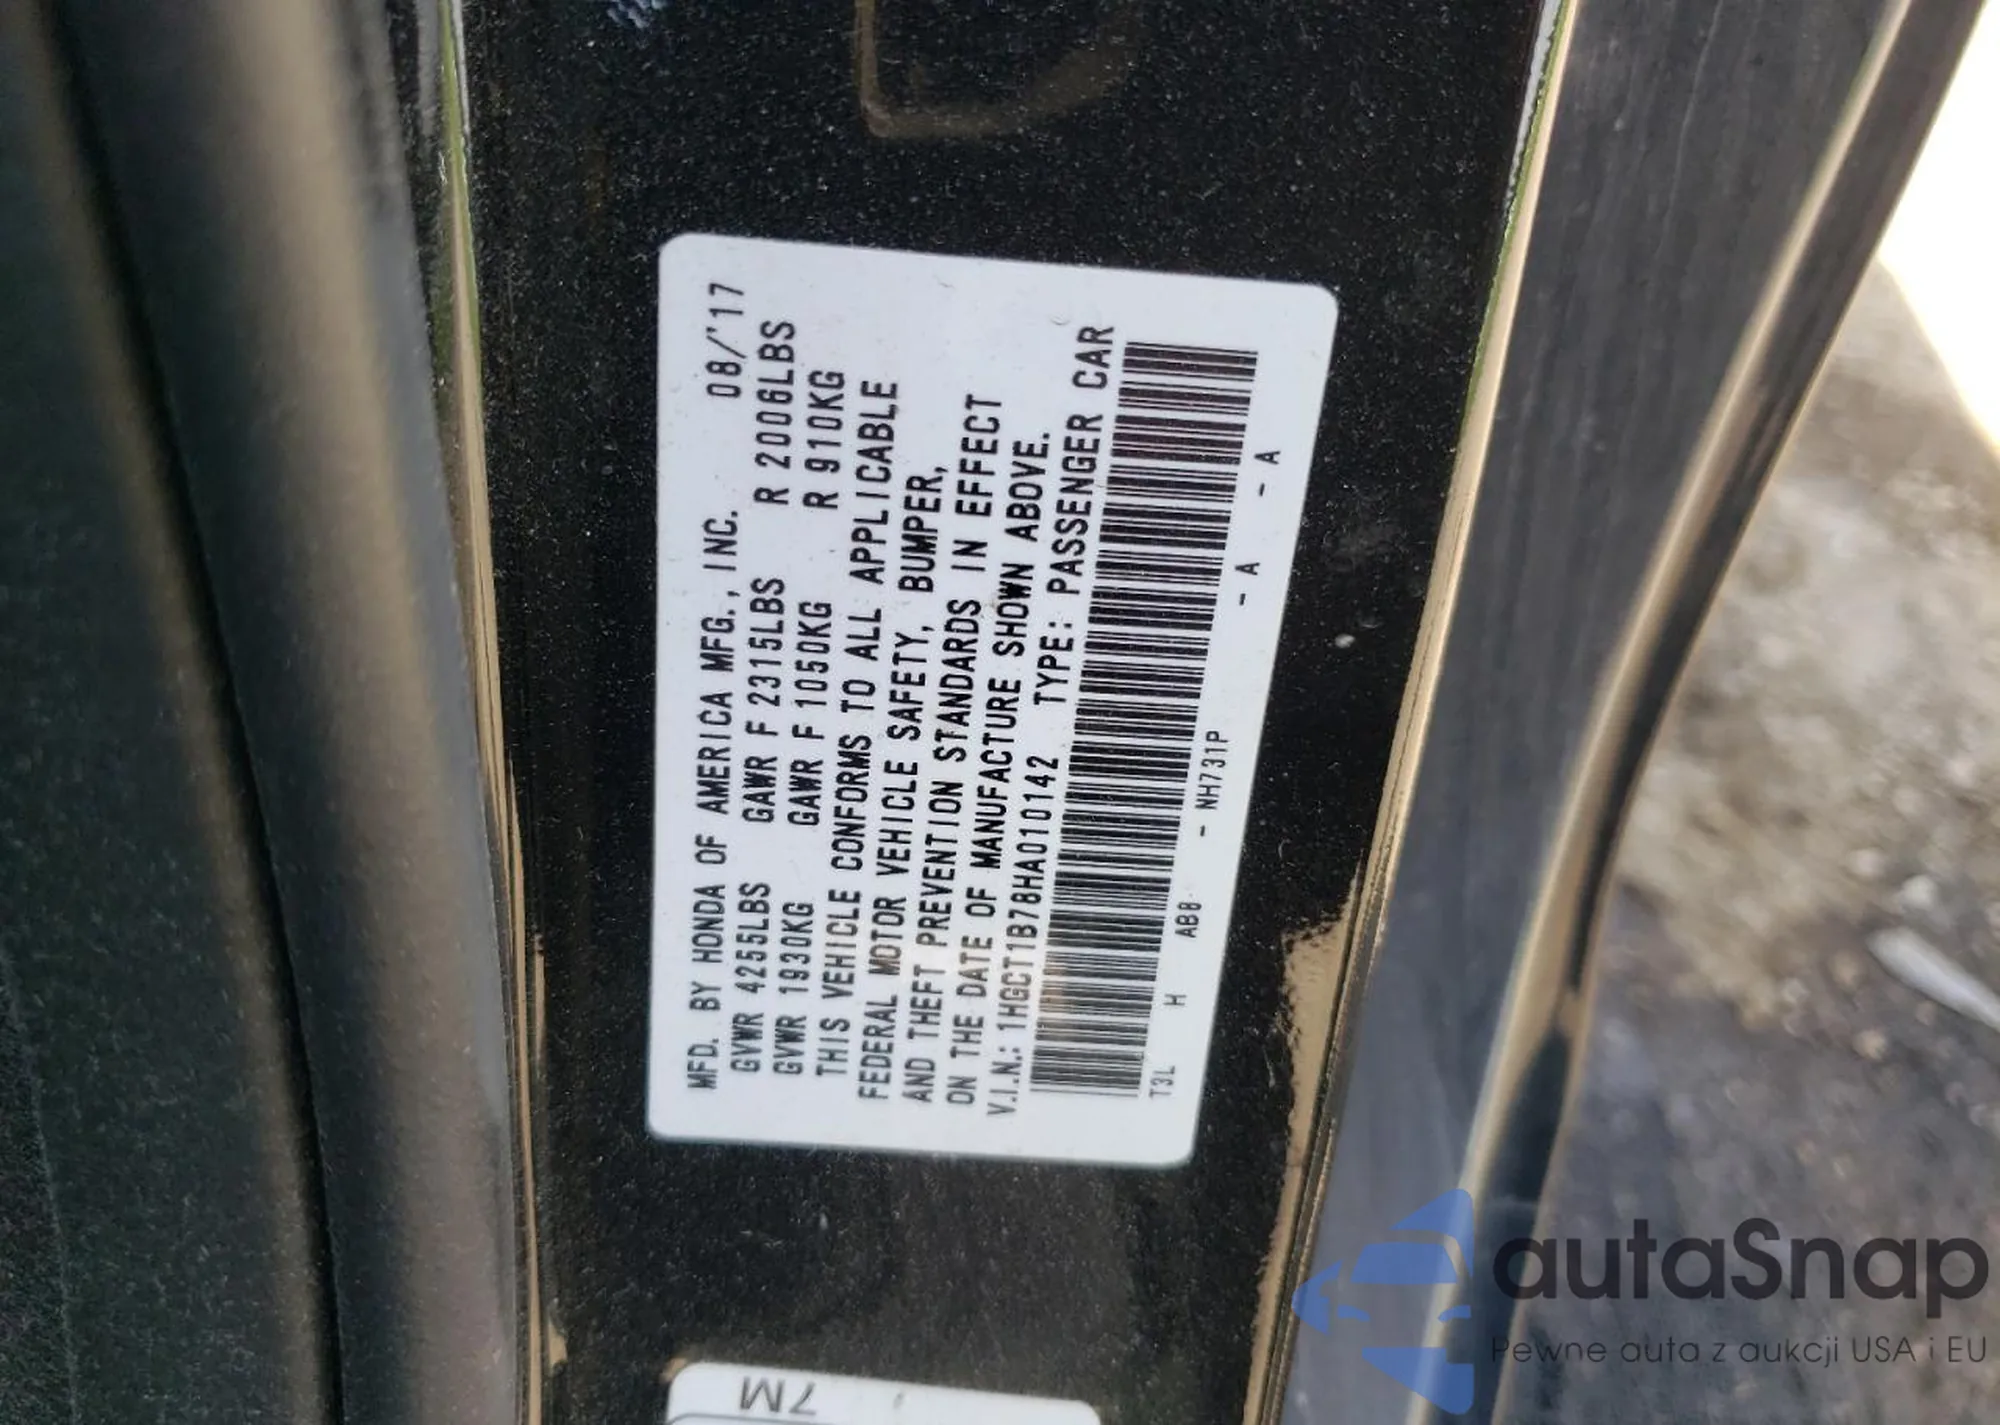 MFD. BY HONDA OF AMERICA MFG., INC. 08/'17
GVWR 4255LBS GAWR F 2315LBS R 2006LBS
GVWR 1930KG GAWR F 1050KG R 910KG
THIS VEHICLE CONFORMS TO ALL APPLICABLE
FEDERAL MOTOR VEHICLE SAFETY, BUMPER,
AND THEFT PREVENTION STANDARDS IN EFFECT
ON THE DATE OF MANUFACTURE SHOWN ABOVE.
V.I.N.: 1HGCT1B78HA010142 TYPE: PASSENGER CAR
T3L H AB8- - NH731P - A - A
7M
autaSnap
Pewne auta z aukcji USA i EU